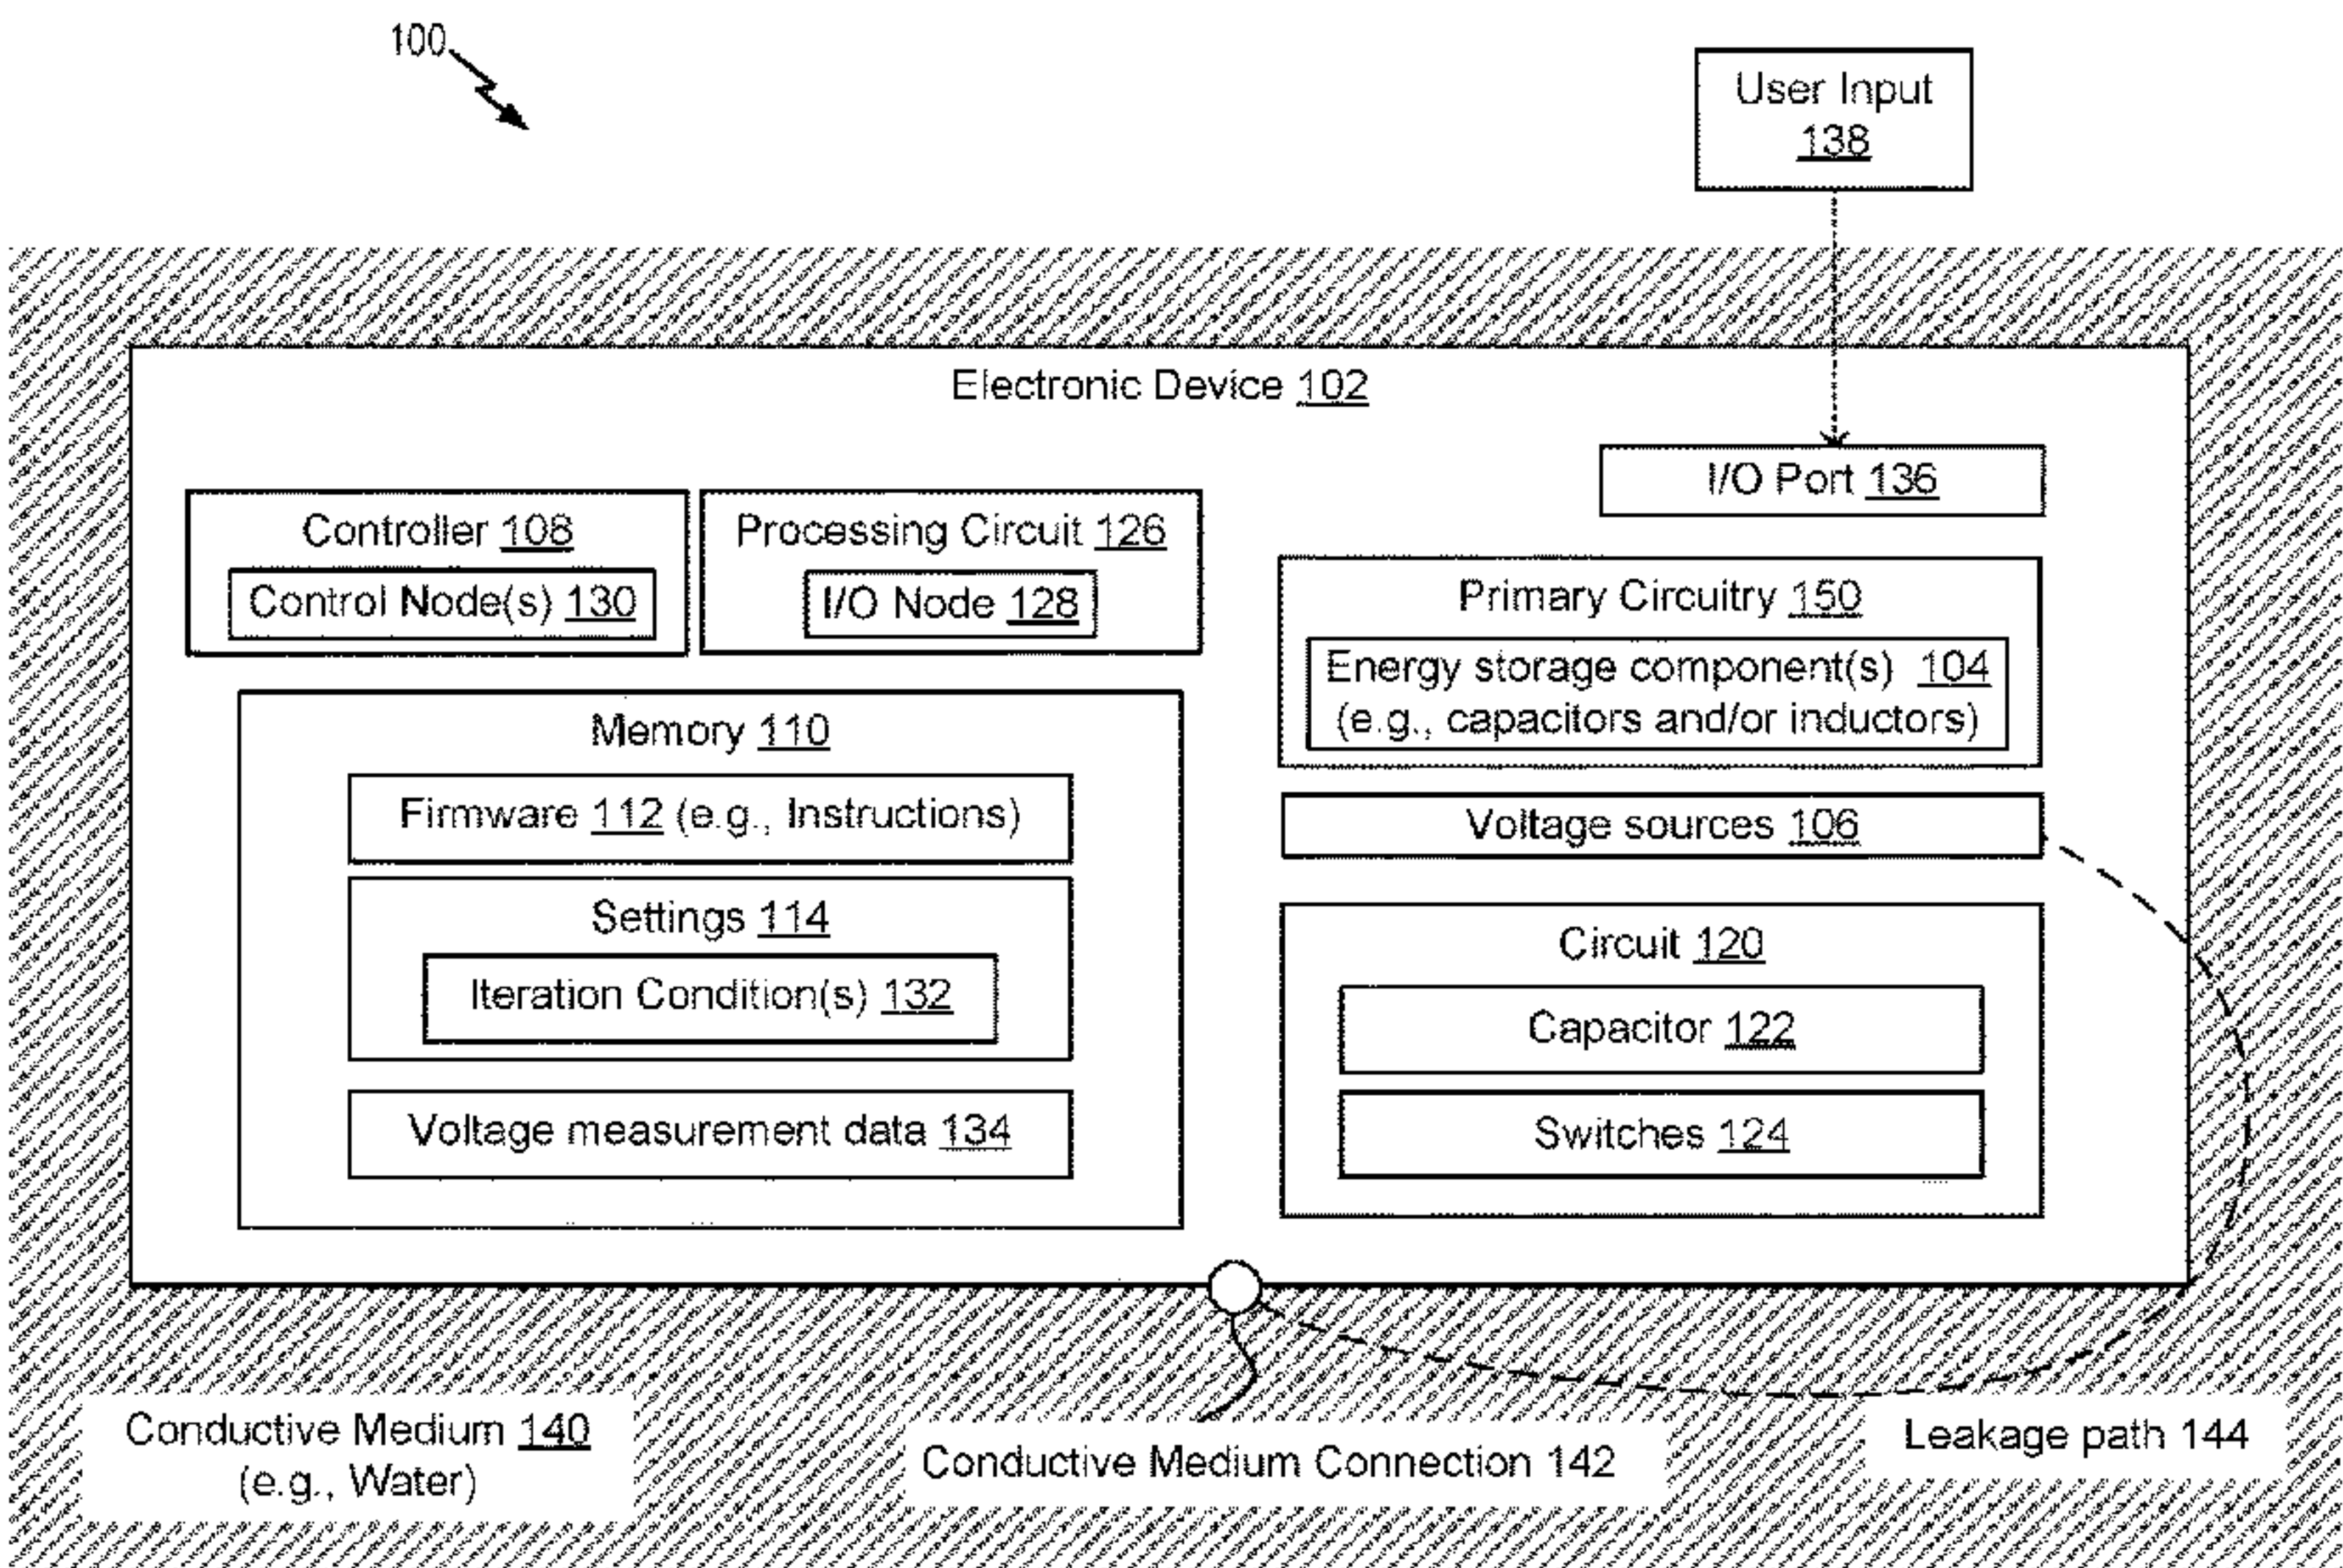 100
User Input
138
Electronic Device 102
I/O Port 136
Controller 108
Control Node(s) 130
Processing Circuit 126
I/O Node 128
Primary Circuitry 150
Energy storage component(s) 104
(e.g., capacitors and/or inductors)
Memory 110
Firmware 112 (e.g., Instructions)
Settings 114
Iteration Condition(s) 132
Voltage measurement data 134
Voltage sources 106
Circuit 120
Capacitor 122
Switches 124
Conductive Medium 140
(e.g., Water)
Conductive Medium Connection 142
Leakage path 144